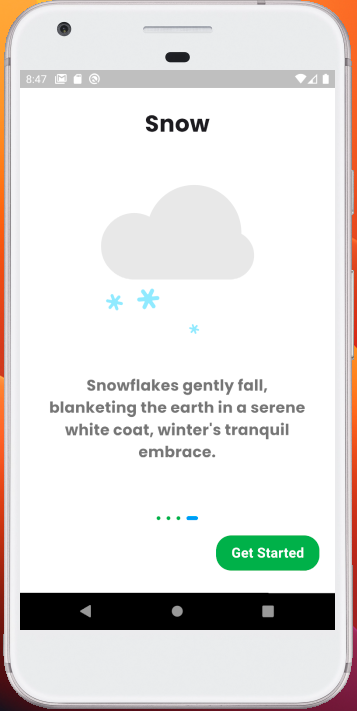 8:47
Snow
Snowflakes gently fall,
blanketing the earth in a serene
white coat, winter's tranquil
embrace.
Get Started